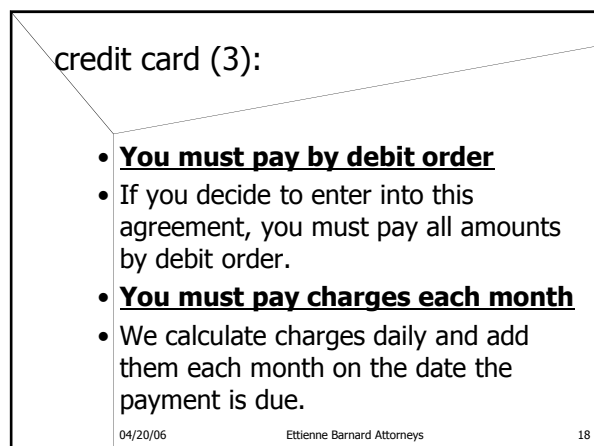 credit card (3):
• You must pay by debit order
• If you decide to enter into this
agreement, you must pay all amounts
by debit order.
• You must pay charges each month
• We calculate charges daily and add
them each month on the date the
payment is due.
04/20/06 Ettienne Barnard Attorneys 18